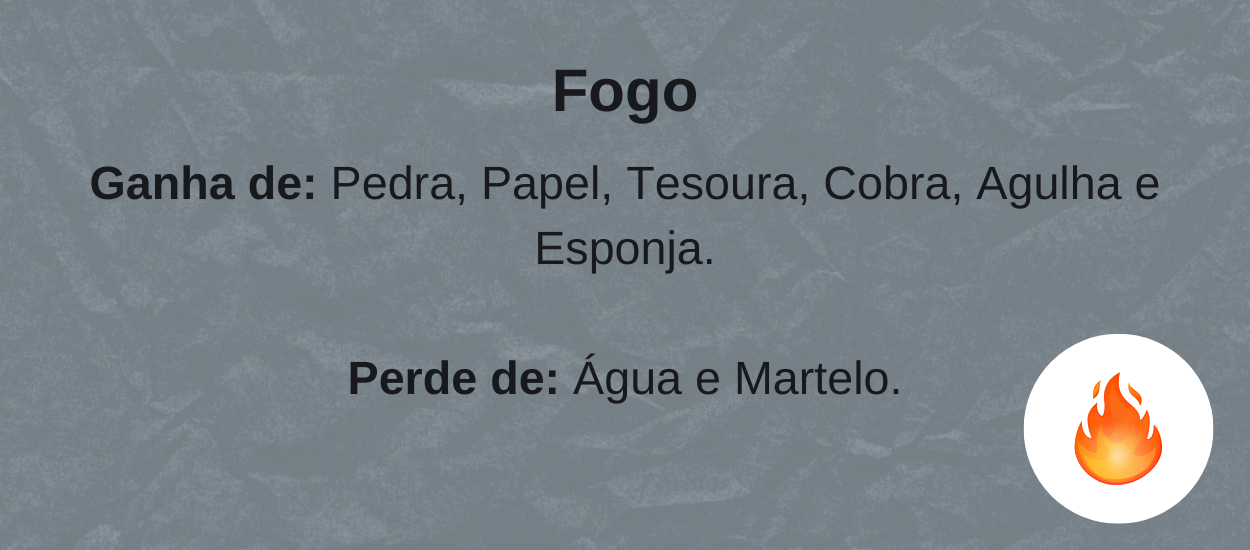 Fogo
Ganha de: Pedra, Papel, Tesoura, Cobra, Agulha e
Esponja.
Perde de: Água e Martelo.